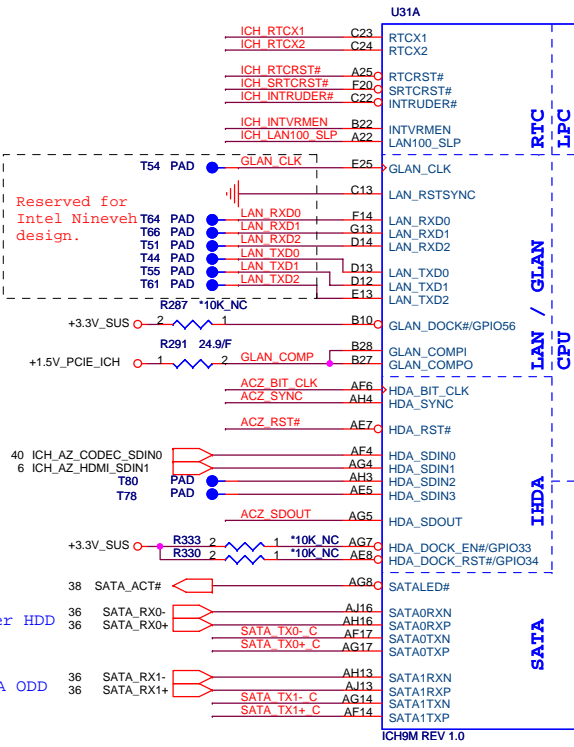 U31A
ICH_RTCX1 C23 RTCX1
ICH_RTCX2 C24 RTCX2
ICH_RTCRST# A25 RTCRST#
ICH_SRTCRST# F20 SRTCRST#
ICH_INTRUDER# C22 INTRUDER#
ICH_INTVRMEN B22 INTVRMEN
ICH_LAN100_SLP A22 LAN100_SLP
RTC
LPC
T54 PAD GLAN_CLK E25 GLAN_CLK
C13 LAN_RSTSYNC
Reserved for
Intel Nineveh
design.
T64 PAD LAN_RXD0 F14 LAN_RXD0
T66 PAD LAN_RXD1 G13 LAN_RXD1
T51 PAD LAN_RXD2 D14 LAN_RXD2
T44 PAD LAN_TXD0 D13 LAN_TXD0
T55 PAD LAN_TXD1 D12 LAN_TXD1
T61 PAD LAN_TXD2 E13 LAN_TXD2
R287 *10K_NC
+3.3V_SUS 2 1 B10 GLAN_DOCK#/GPIO56
R291 24.9/F
+1.5V_PCIE_ICH 1 2 GLAN_COMP B28 GLAN_COMPI
B27 GLAN_COMPO
LAN / GLAN
CPU
ACZ_BIT_CLK AF6 HDA_BIT_CLK
ACZ_SYNC AH4 HDA_SYNC
ACZ_RST# AE7 HDA_RST#
40 ICH_AZ_CODEC_SDIN0 AF4 HDA_SDIN0
6 ICH_AZ_HDMI_SDIN1 AG4 HDA_SDIN1
T80 PAD AH3 HDA_SDIN2
T78 PAD AE5 HDA_SDIN3
ACZ_SDOUT AG5 HDA_SDOUT
IHDA
+3.3V_SUS R333 2 1 *10K_NC AG7 HDA_DOCK_EN#/GPIO33
R330 2 1 *10K_NC AE8 HDA_DOCK_RST#/GPIO34
38 SATA_ACT# AG8 SATALED#
er HDD
36 SATA_RX0- AJ16 SATA0RXN
36 SATA_RX0+ AH16 SATA0RXP
SATA_TX0-_C AF17 SATA0TXN
SATA_TX0+_C AG17 SATA0TXP
SATA
A ODD
36 SATA_RX1- AH13 SATA1RXN
36 SATA_RX1+ AJ13 SATA1RXP
SATA_TX1-_C AG14 SATA1TXN
SATA_TX1+_C AF14 SATA1TXP
ICH9M REV 1.0